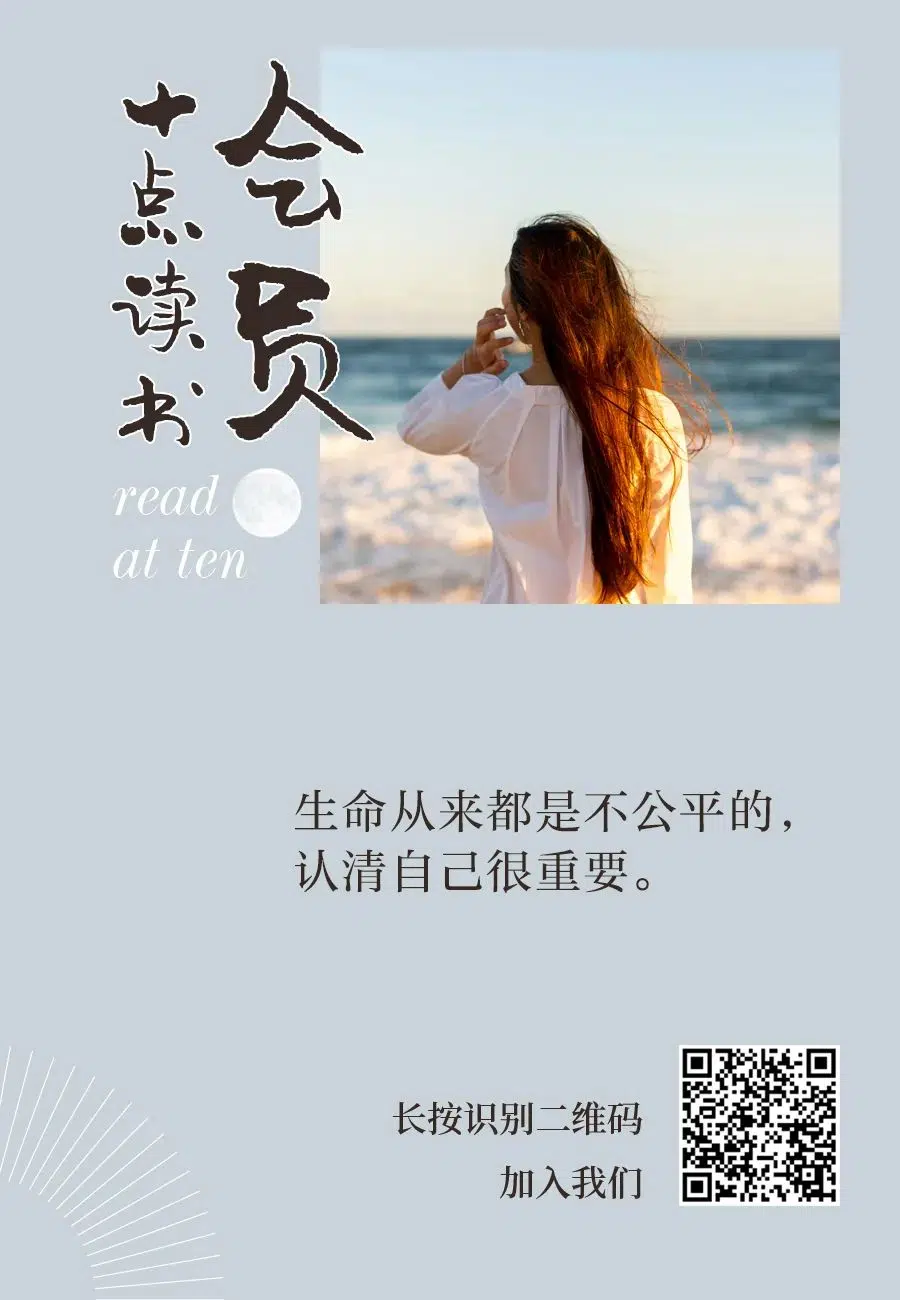 十点读书
会员
read
at ten
生命从来都是不公平的，
认清自己很重要。
长按识别二维码
加入我们